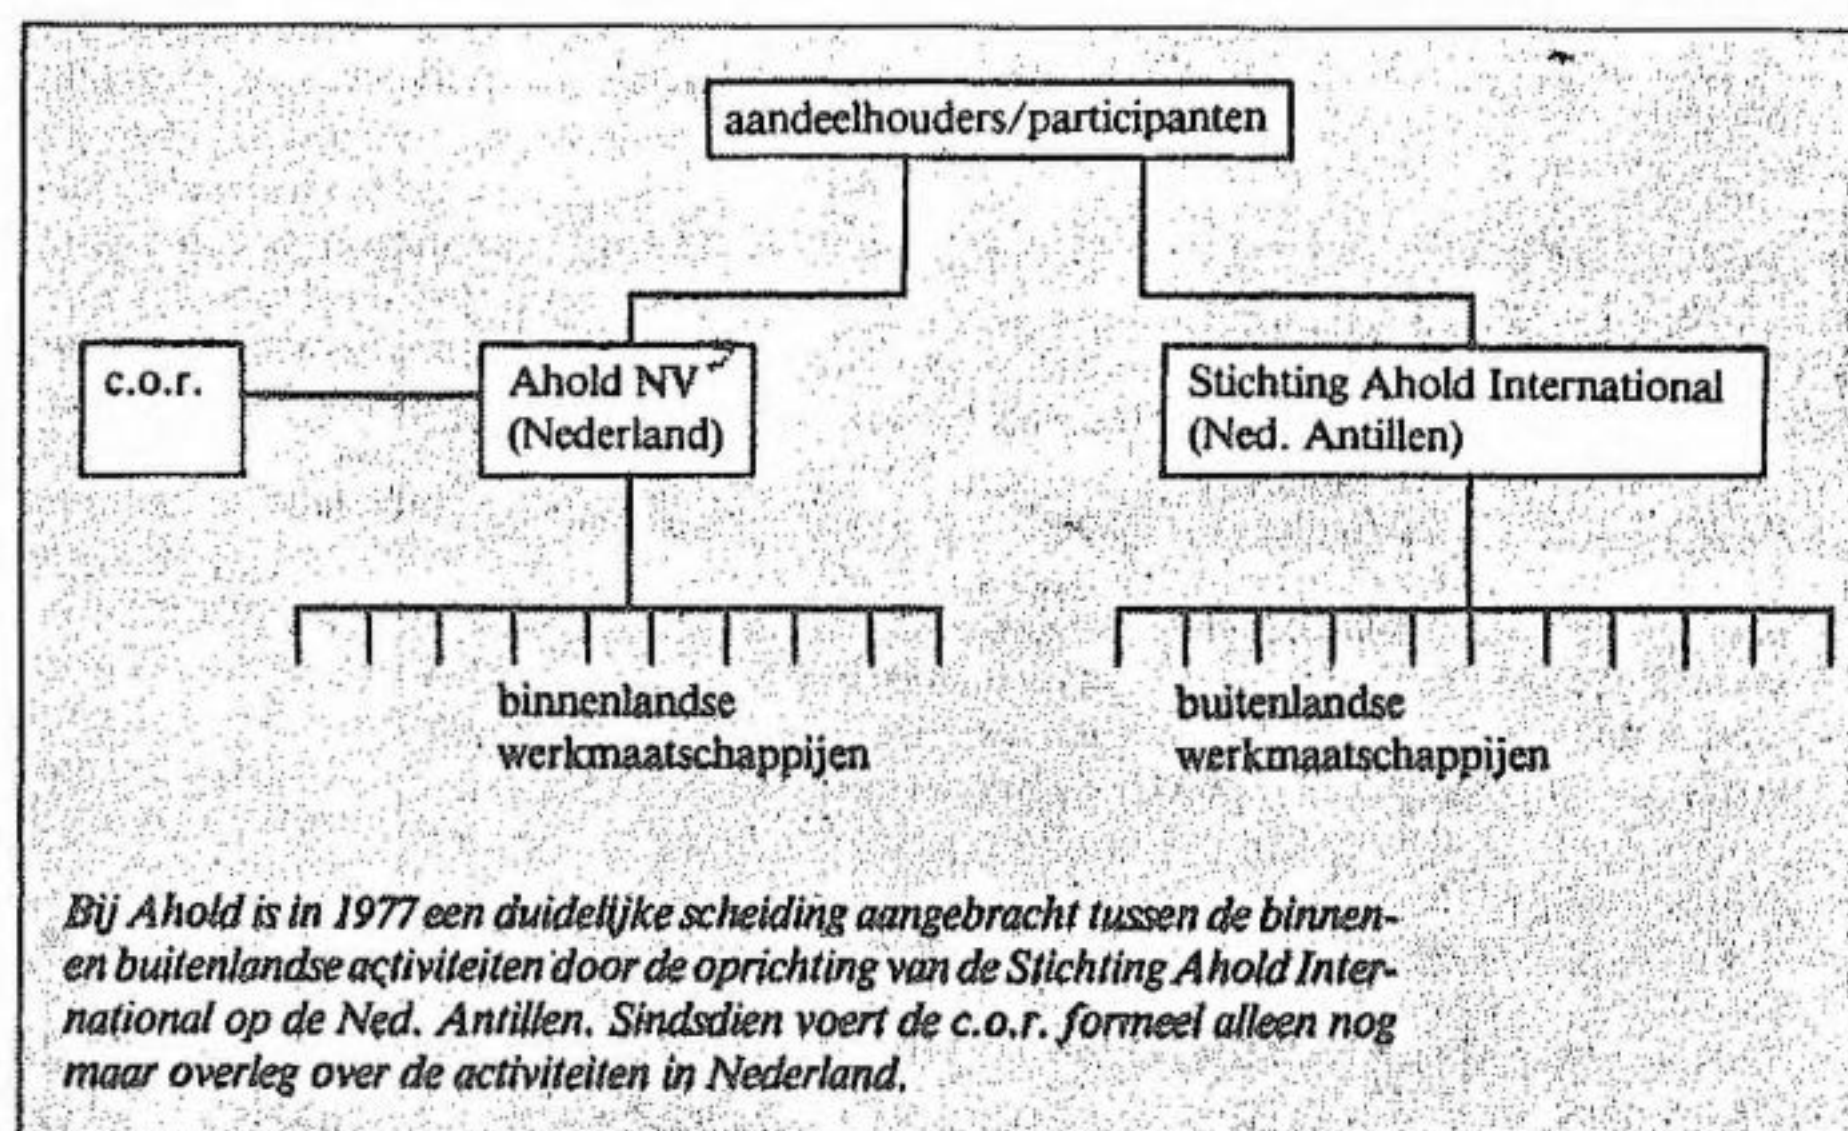 aandeelhouders/participanten
c.o.r.
Ahold NV
(Nederland)
Stichting Ahold International
(Ned. Antillen)
binnenlandse
werkmaatschappijen
buitenlandse
werkmaatschappijen
Bij Ahold is in 1977 een duidelijke scheiding aangebracht tussen de binnen-
en buitenlandse activiteiten door de oprichting van de Stichting Ahold Inter-
national op de Ned. Antillen. Sindsdien voert de c.o.r. formeel alleen nog
maar overleg over de activiteiten in Nederland.